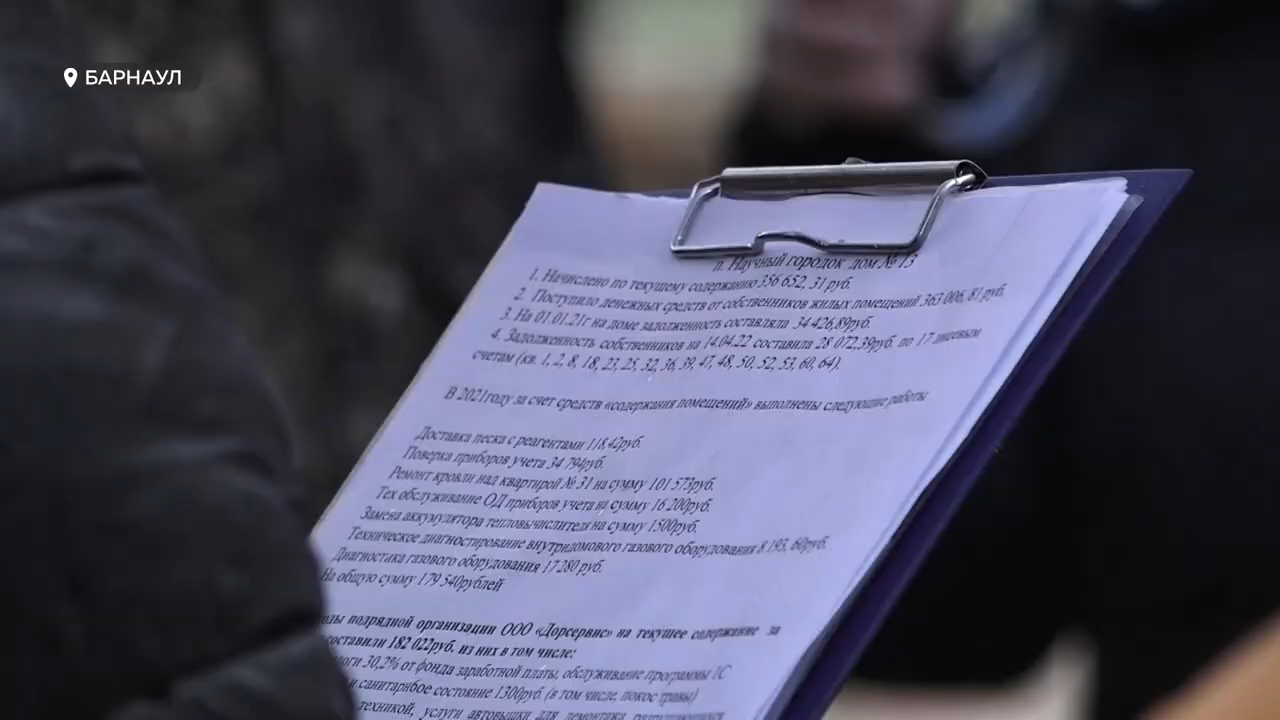 БАРНАУЛ
п. Научный городок дом № 13
1. Начислено по текущему содержанию 356 652, 31 руб.
2. Поступило денежных средств от собственников жилых помещений 363 006, 81 руб.
3. На 01.01.21г на доме задолженность составляла 34 426,89руб.
4. Задолженность собственников на 14.04.22 составила 28 072,39руб. по 17 лицевым
счетам (кв. 1, 2, 8, 18, 23, 25, 32, 36, 39, 47, 48, 50, 52, 53, 60, 64).
В 2021году за счет средств «содержания помещений» выполнены следующие работы
Доставка песка с реагентами 118,42руб.
Поверка приборов учета 34 794руб.
Ремонт кровли над квартирой № 31 на сумму 101 573руб.
Тех обслуживание ОД приборов учета на сумму 16 200руб.
Замена аккумулятора тепловычислителя на сумму 1500руб.
Техническое диагностирование внутридомового газового оборудования 8 193, 60руб.
Диагностика газового оборудования 17 280 руб.
На общую сумму 179 540рублей
оды подрядной организации ООО «Дорсервис» на текущее содержание за
составили 182 022руб. из них в том числе:
логи 30,2% от фонда заработной платы, обслуживание программы 1С
и санитарбое состояние 1300руб. (в том числе, покос травы)
техникой, услуги автовышки для демонтажа